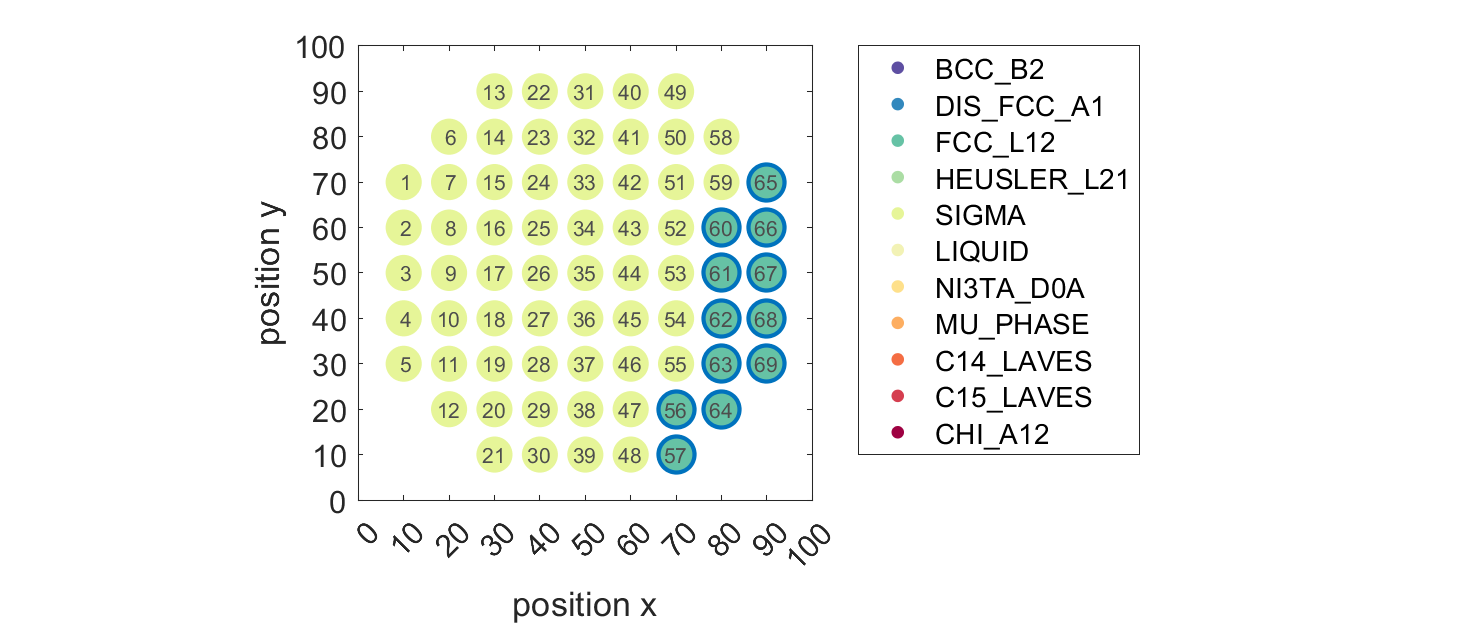 100
90 13 22 31 40 49
80 6 14 23 32 41 50 58
70 1 7 15 24 33 42 51 59 65
60 2 8 16 25 34 43 52 60 66
50 3 9 17 26 35 44 53 61 67
40 4 10 18 27 36 45 54 62 68
30 5 11 19 28 37 46 55 63 69
20 12 20 29 38 47 56 64
10 21 30 39 48 57
0
position y
0 10 20 30 40 50 60 70 80 90 100
position x
BCC_B2
DIS_FCC_A1
FCC_L12
HEUSLER_L21
SIGMA
LIQUID
NI3TA_D0A
MU_PHASE
C14_LAVES
C15_LAVES
CHI_A12